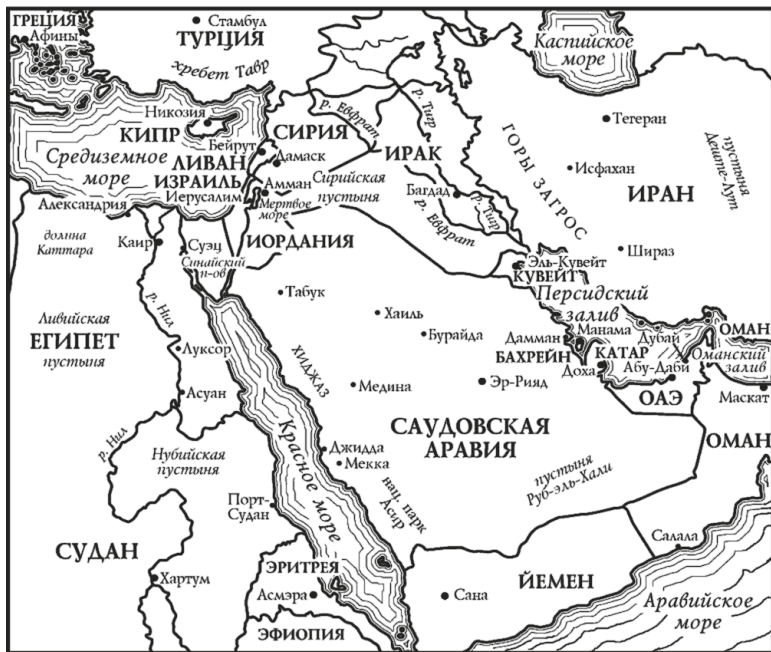 ГРЕЦИЯ
Афины
Стамбул
ТУРЦИЯ
хребет Тавр
Каспийское
море
Никозия
КИПР
Средиземное
море
СИРИЯ
р. Евфрат
р. Тигр
Бейрут
ЛИВАН
Дамаск
ИЗРАИЛЬ
Иерусалим
Амман
Мертвое
море
Сирийская
пустыня
ИРАК
Багдад
р. Евфрат
р. Тигр
ГОРЫ ЗАГРОС
Тегеран
Исфахан
пустыня
Деште-Лут
ИРАН
Шираз
Александрия
долина
Каттара
Каир
Суэц
Синайский
п-ов
ИОРДАНИЯ
Эль-Кувейт
КУВЕЙТ
Персидский
залив
Табук
Хаиль
Бурайда
Ливийская
ЕГИПЕТ
пустыня
р. Нил
Луксор
Асуан
ХИДЖАЗ
Медина
Эр-Рияд
Дамман
Манама
БАХРЕЙН
КАТАР
Доха
Дубай
Абу-Даби
ОАЭ
ОМАН
Оманский
залив
Маскат
ОМАН
САУДОВСКАЯ
АРАВИЯ
р. Нил
Нубийская
пустыня
Красное море
Джидда
Мекка
нац. парк
Асир
пустыня
Руб-эль-Хали
Порт-
Судан
СУДАН
Хартум
ЭРИТРЕЯ
Асмэра
ЭФИОПИЯ
Сана
ЙЕМЕН
Салала
Аравийское
море